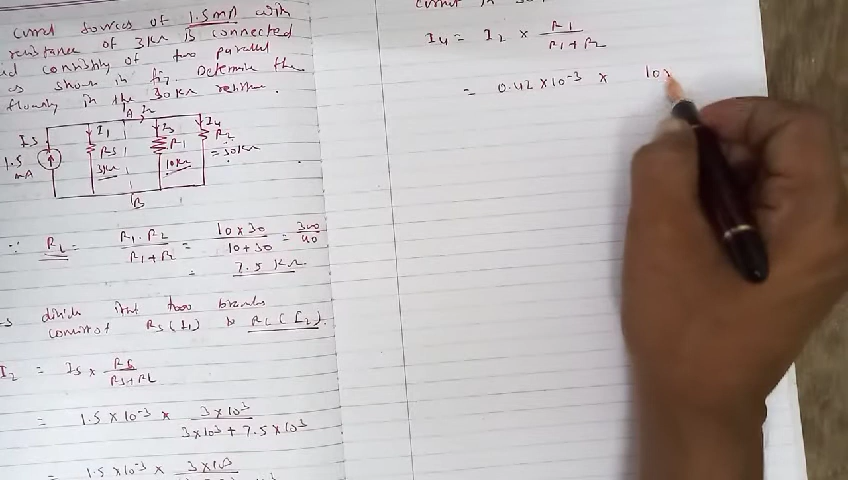 current sources of 1.5mA with
resistance of 3KΩ is connected
consisting of two parallel
as shown in fig. Determine the
flowing in the 30KΩ resistor.
A I2
Is
1.5
mA
I1
Rs
3KΩ
I3
R1
10KΩ
I4
R2
=30KΩ
B
∵ RL = R1·R2 / R1+R2 = 10×30 / 10+30 = 300 / 40
= 7.5 KΩ
divide into two branches
consist of Rs(I1) & RL(I2).
I2 = Is × Rs / Rs+RL
= 1.5×10-3 × 3×103 / 3×103 + 7.5×103
= 1.5×10-3 × 3×103
I4 = I2 × R1 / R1+R2
= 0.42×10-3 × 10×